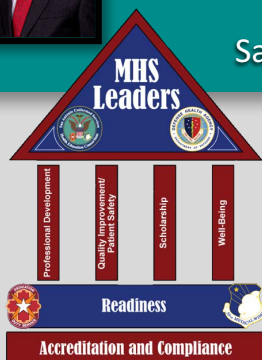 Sa
MHS
Leaders
Professional Development
Quality Improvement/
Patient Safety
Scholarship
Well-Being
Readiness
Accreditation and Compliance